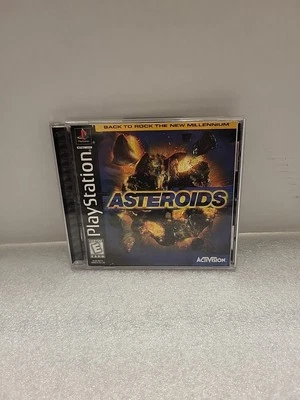 BACK TO ROCK THE NEW MILLENNIUM
PlayStation
ASTEROIDS
E
ACTIVISION